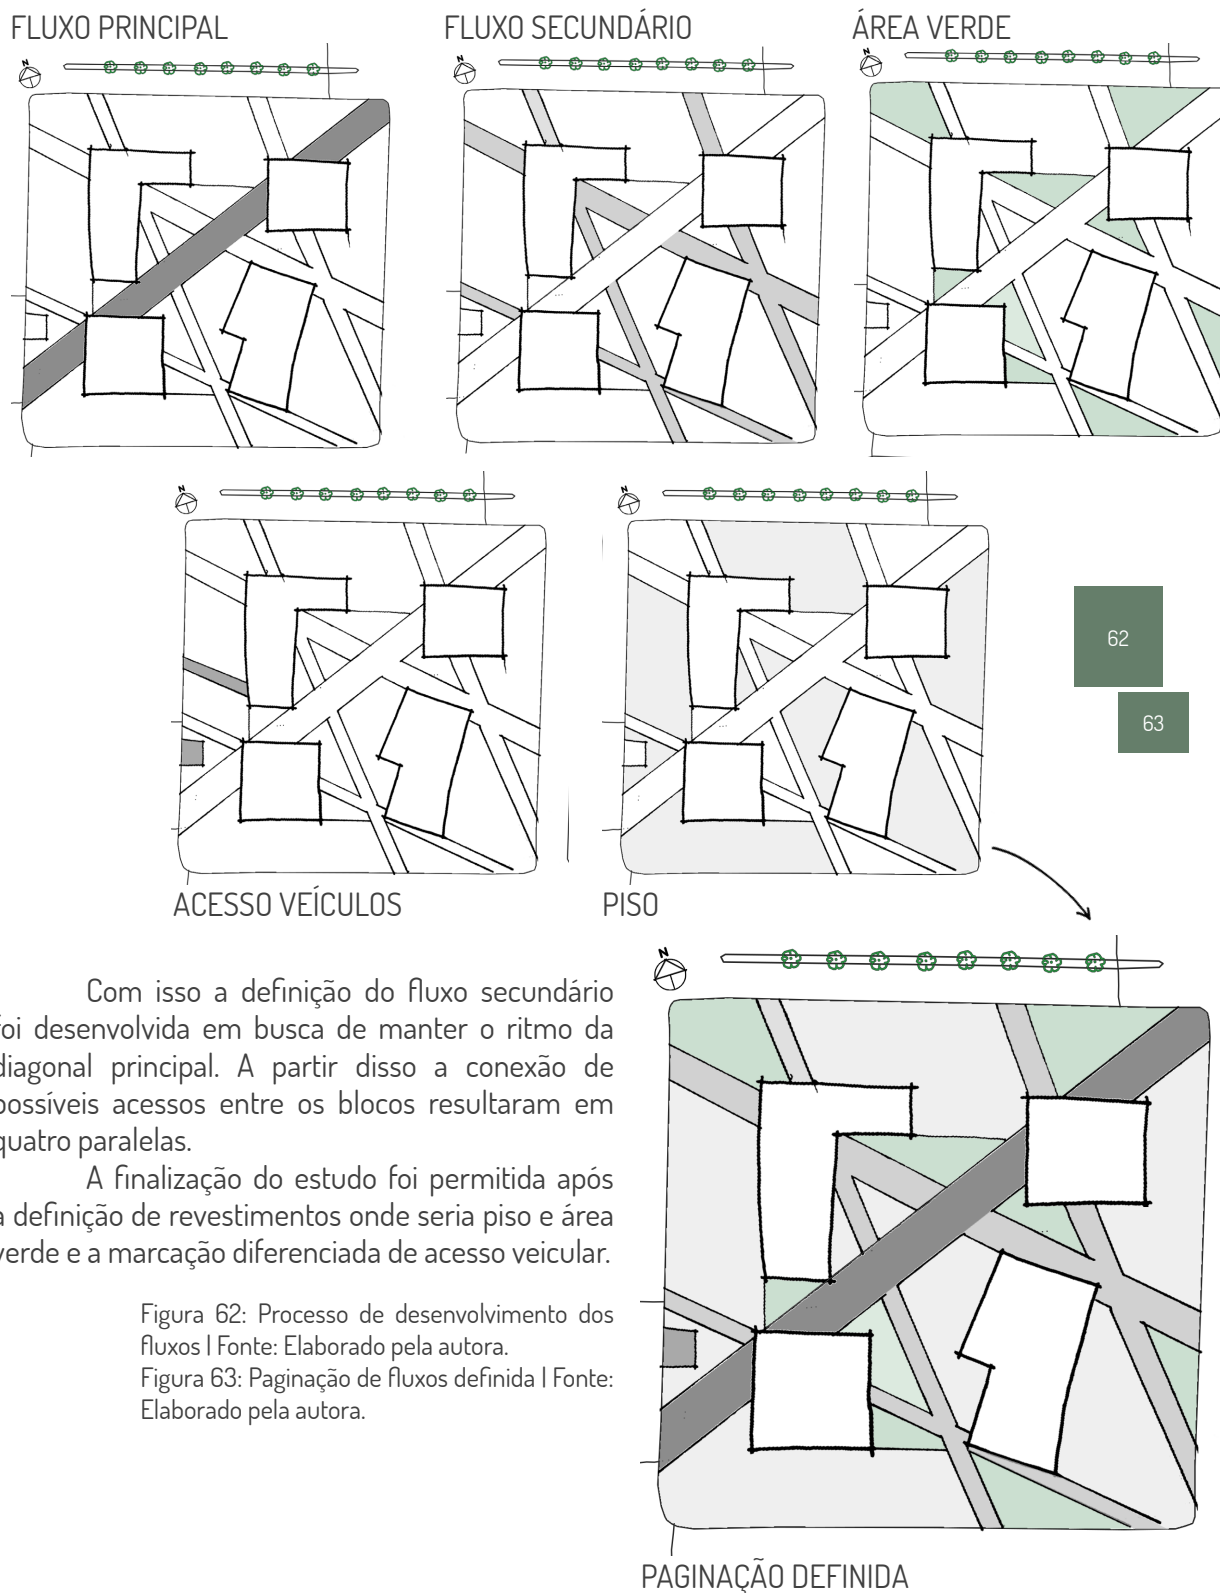 FLUXO PRINCIPAL
FLUXO SECUNDÁRIO
ÁREA VERDE
N
N
N
N
N
62
63
ACESSO VEÍCULOS
PISO
N
Com isso a definição do fluxo secundário
foi desenvolvida em busca de manter o ritmo da
diagonal principal. A partir disso a conexão de
possíveis acessos entre os blocos resultaram em
quatro paralelas.
A finalização do estudo foi permitida após
a definição de revestimentos onde seria piso e área
verde e a marcação diferenciada de acesso veicular.
Figura 62: Processo de desenvolvimento dos
fluxos | Fonte: Elaborado pela autora.
Figura 63: Paginação de fluxos definida | Fonte:
Elaborado pela autora.
PAGINAÇÃO DEFINIDA